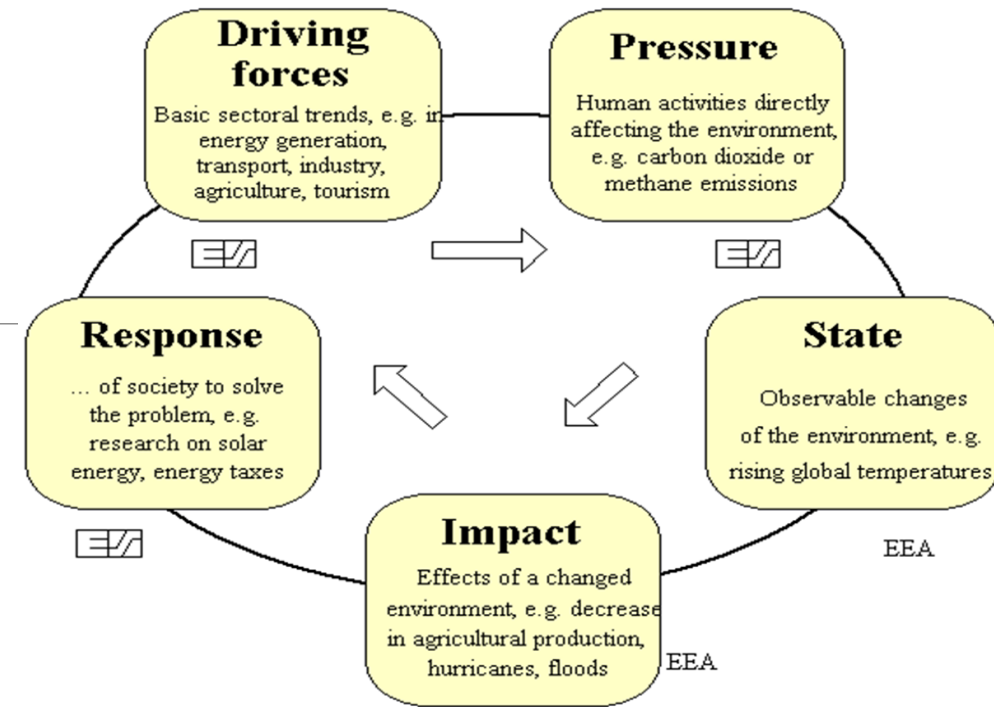 Driving
forces
Basic sectoral trends, e.g. in
energy generation,
transport, industry,
agriculture, tourism
Pressure
Human activities directly
affecting the environment,
e.g. carbon dioxide or
methane emissions
Response
... of society to solve
the problem, e.g.
research on solar
energy, energy taxes
State
Observable changes
of the environment, e.g.
rising global temperatures
EEA
Impact
Effects of a changed
environment, e.g. decrease
in agricultural production,
hurricanes, floods
EEA